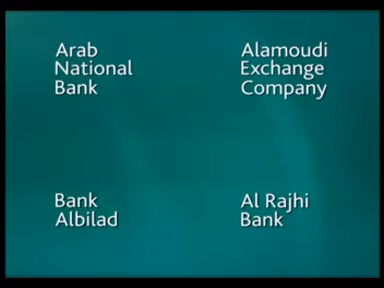 Arab
National
Bank
Alamoudi
Exchange
Company
Bank
Albilad
Al Rajhi
Bank